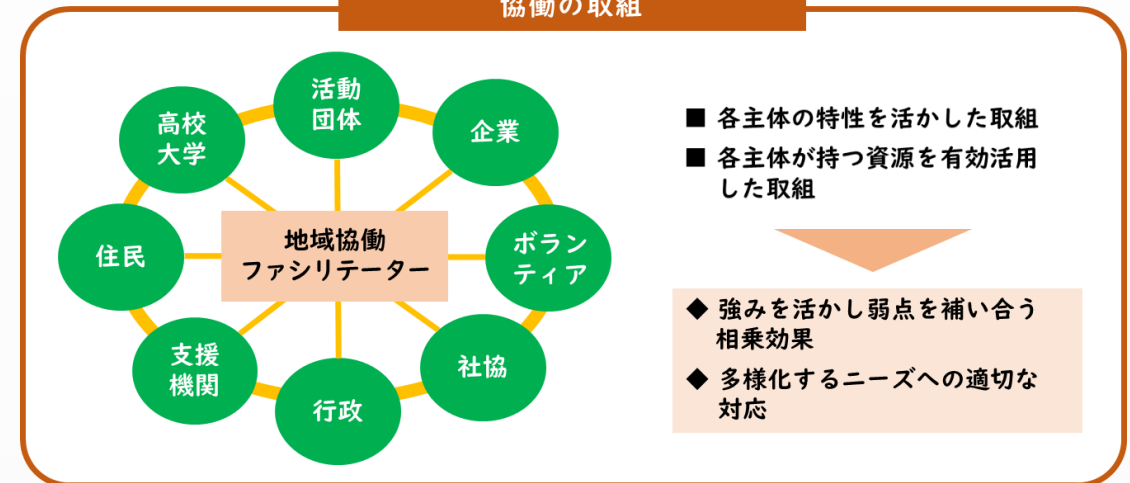 協働の取組
活動
団体
高校
大学
企業
住民
地域協働
ファシリテーター
ボラン
ティア
支援
機関
社協
行政
■ 各主体の特性を活かした取組
■ 各主体が持つ資源を有効活用
した取組
◆ 強みを活かし弱点を補い合う
相乗効果
◆ 多様化するニーズへの適切な
対応